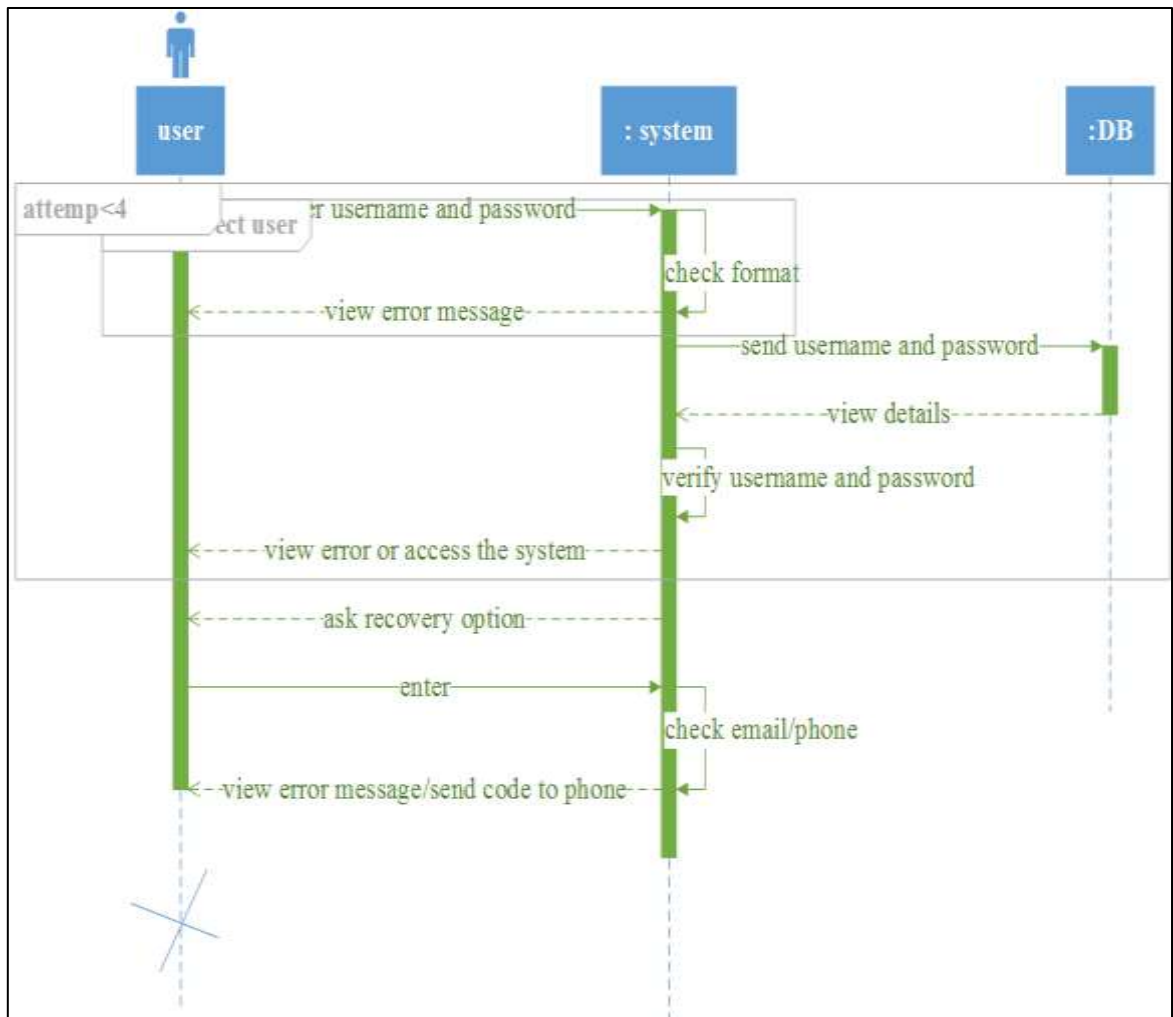 user
: system
:DB
attemp<4
username and password
user
check format
view error message
send username and password
view details
verify username and password
view error or access the system
ask recovery option
enter
check email/phone
view error message/send code to phone